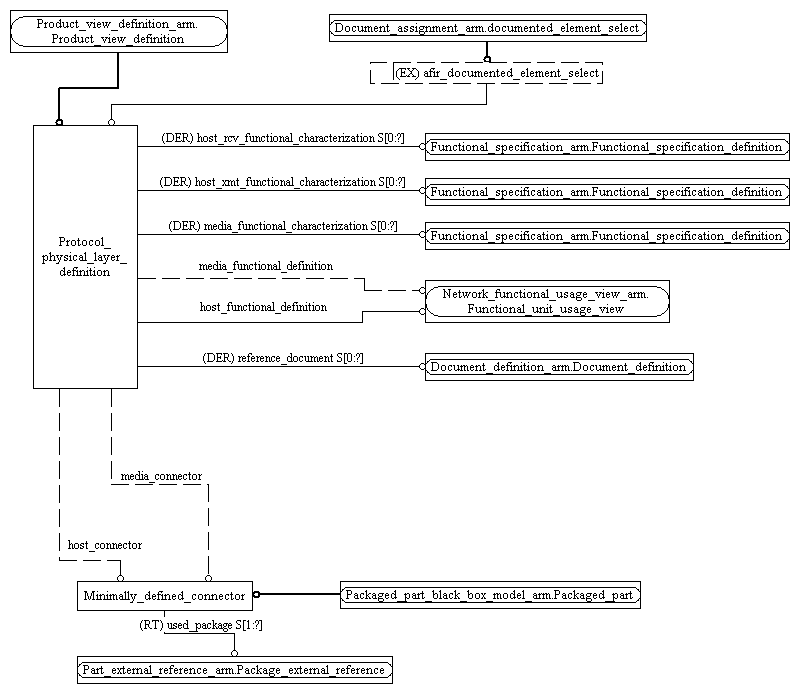 Product_view_definition_arm.
Product_view_definition
Document_assignment_arm.documented_element_select
(EX) afir_documented_element_select
(DER) host_rcv_functional_characterization S[0:?]
Functional_specification_arm.Functional_specification_definition
(DER) host_xmt_functional_characterization S[0:?]
Functional_specification_arm.Functional_specification_definition
(DER) media_functional_characterization S[0:?]
Functional_specification_arm.Functional_specification_definition
Protocol_
physical_layer_
definition
media_functional_definition
host_functional_definition
Network_functional_usage_view_arm.
Functional_unit_usage_view
(DER) reference_document S[0:?]
Document_definition_arm.Document_definition
media_connector
host_connector
Minimally_defined_connector
Packaged_part_black_box_model_arm.Packaged_part
(RT) used_package S[1:?]
Part_external_reference_arm.Package_external_reference